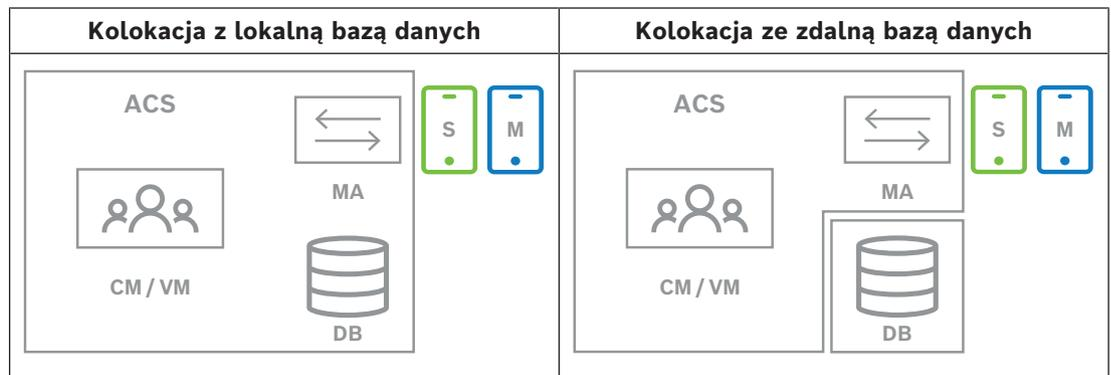 Kolokacja z lokalną bazą danych
Kolokacja ze zdalną bazą danych
ACS
S
M
MA
CM / VM
DB
ACS
S
M
MA
CM / VM
DB